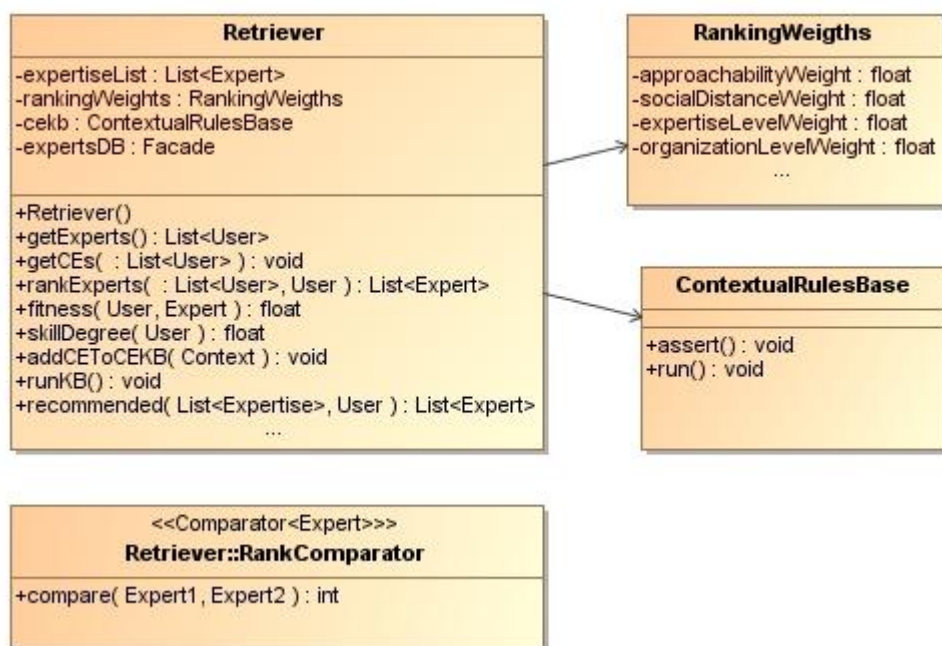 Retriever
-expertiseList : List<Expert>
-rankingWeights : RankingWeigths
-cekb : ContextualRulesBase
-expertsDB : Facade
+Retriever()
+getExperts() : List<User>
+getCEs(  : List<User> ) : void
+rankExperts(  : List<User>, User ) : List<Expert>
+fitness( User, Expert ) : float
+skillDegree( User ) : float
+addCEToCEKB( Context ) : void
+runKB() : void
+recommended( List<Expertise>, User ) : List<Expert>
...
RankingWeigths
-approachabilityWeight : float
-socialDistanceWeight : float
-expertiseLevelWeight : float
-organizationLevelWeight : float
...
ContextualRulesBase
+assert() : void
+run() : void
<<Comparator<Expert>>>
Retriever::RankComparator
+compare( Expert1, Expert2 ) : int